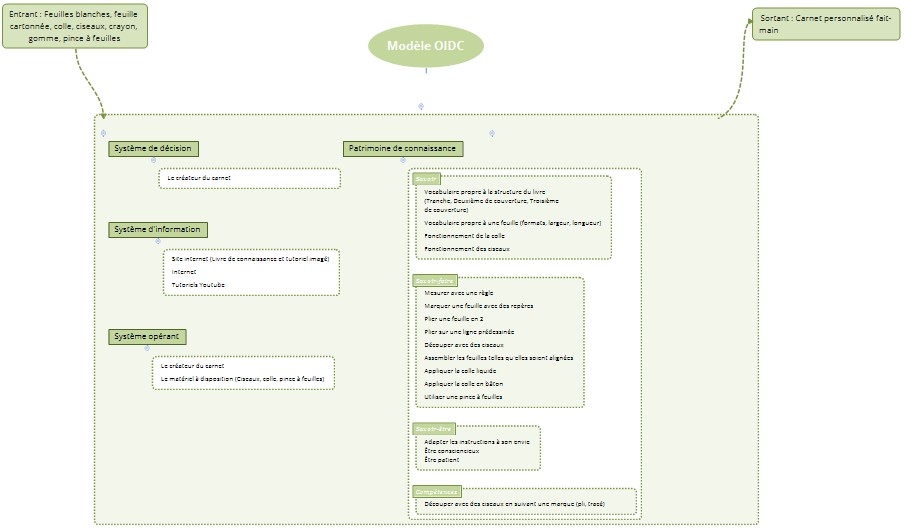 Entrant : Feuilles blanches, feuille
cartonnée, colle, ciseaux, crayon,
gomme, pince à feuilles
Modèle OIDC
Sortant : Carnet personnalisé fait-
main
Système de décision
Le créateur du carnet
Système d'information
Site internet (Livre de connaissance et tutoriel imagé)
Internet
Tutoriels Youtube
Système opérant
Le créateur du carnet
Le matériel à disposition (Ciseaux, colle, pince à feuilles)
Patrimoine de connaissance
Savoir
Vocabulaire propre à la structure du livre
(Tranche, Deuxième de couverture, Troisième
de couverture)
Vocabulaire propre à une feuille (formats, largeur, longueur)
Fonctionnement de la colle
Fonctionnement des ciseaux
Savoir-faire
Mesurer avec une règle
Marquer une feuille avec des repères
Plier une feuille en 2
Plier sur une ligne prédessinée
Découper avec des ciseaux
Assembler les feuilles telles qu'elles soient alignées
Appliquer la colle liquide
Appliquer la colle en bâton
Utiliser une pince à feuilles
Savoir-être
Adapter les instructions à son envie
Être consciencieux
Être patient
Compétences
Découper avec des ciseaux en suivant une marque (pli, tracé)